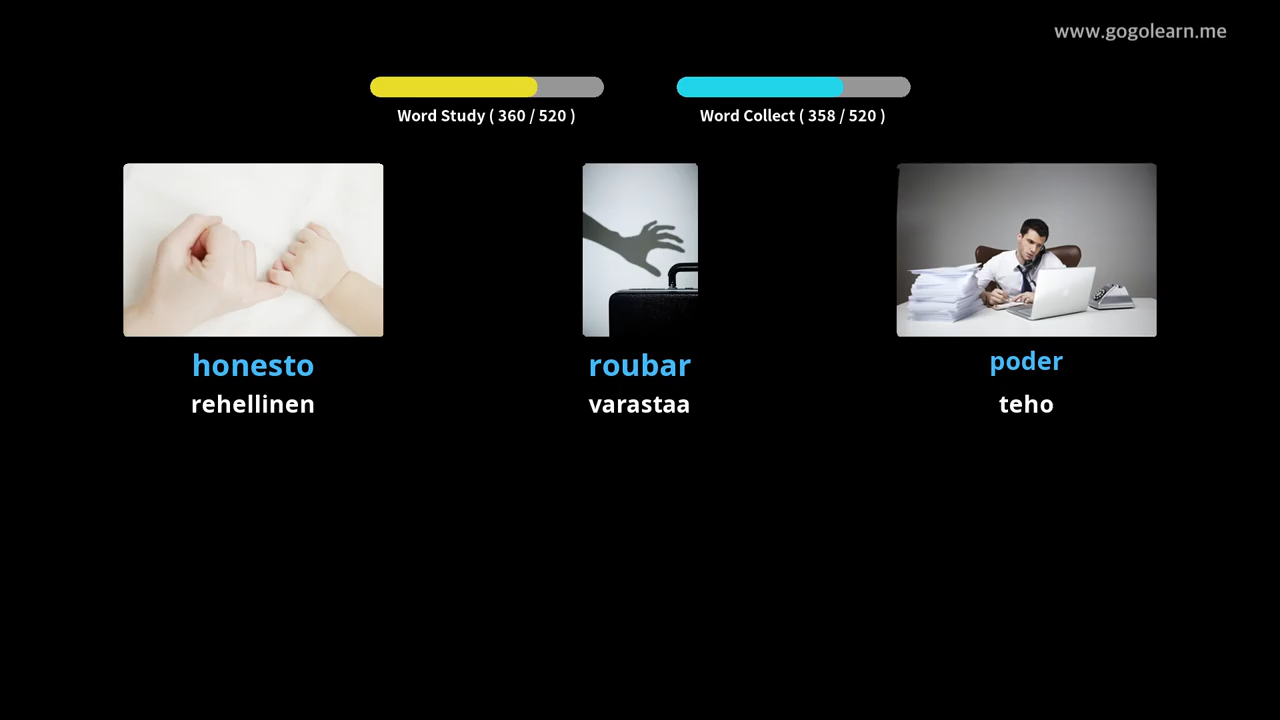 www.gogolearn.me
Word Study ( 360 / 520 )
Word Collect ( 358 / 520 )
honesto
rehellinen
roubar
varastaa
poder
teho